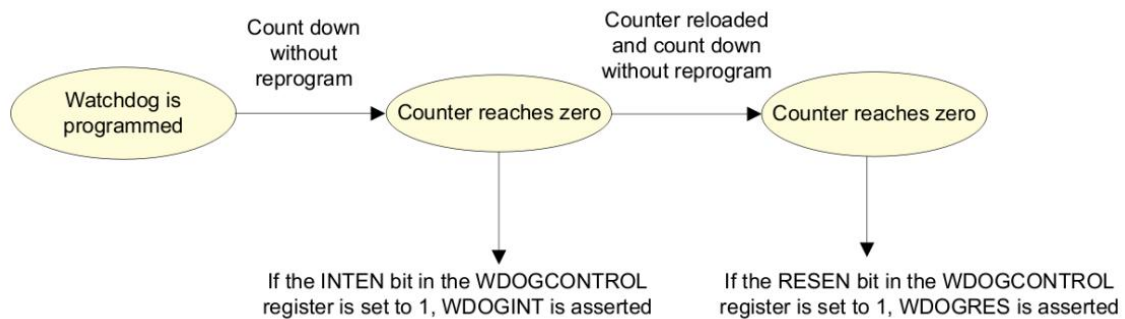 Count down
without
reprogram
Counter reloaded
and count down
without reprogram
Watchdog is
programmed
Counter reaches zero
Counter reaches zero
If the INTEN bit in the WDOGCONTROL
register is set to 1, WDOGINT is asserted
If the RESEN bit in the WDOGCONTROL
register is set to 1, WDOGRES is asserted